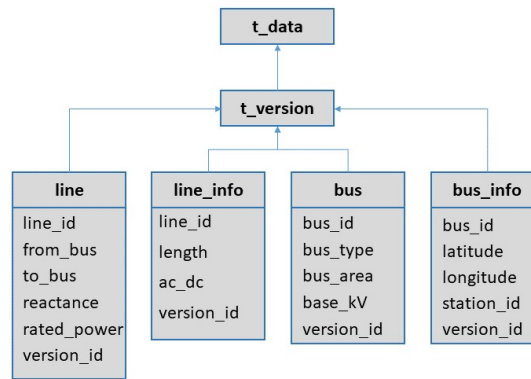 t_data
t_version
line
line_id
from_bus
to_bus
reactance
rated_power
version_id
line_info
line_id
length
ac_dc
version_id
bus
bus_id
bus_type
bus_area
base_kV
version_id
bus_info
bus_id
latitude
longitude
station_id
version_id